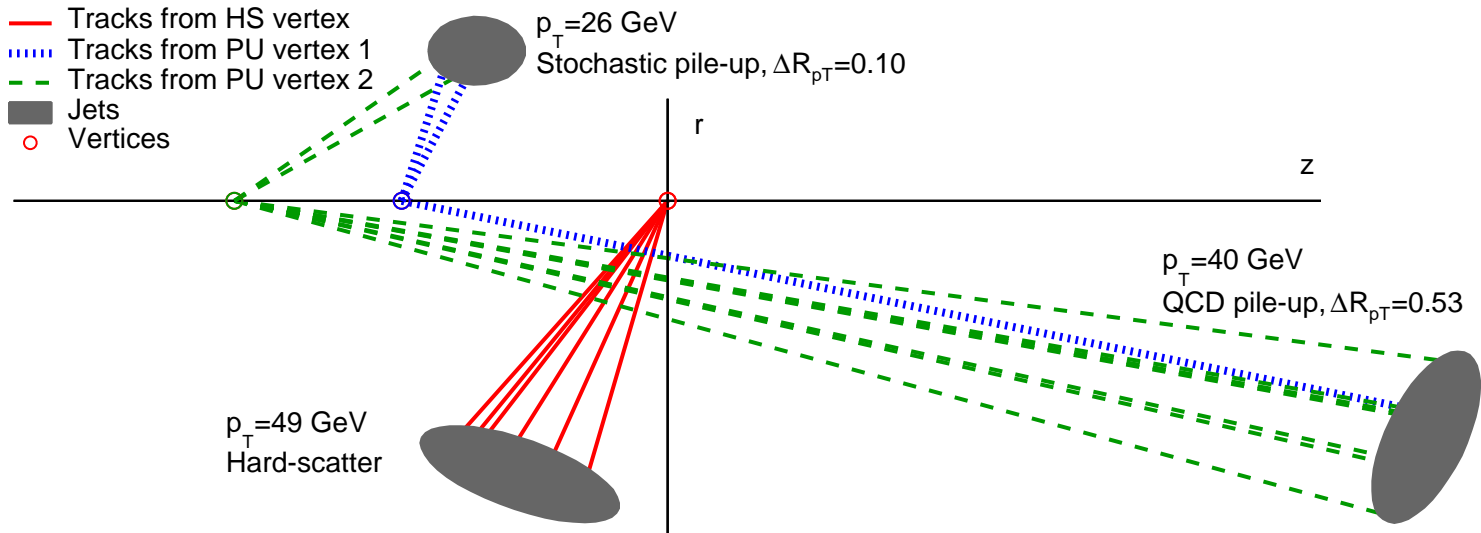 Tracks from HS vertex
Tracks from PU vertex 1
Tracks from PU vertex 2
Jets
Vertices
p_T=26 GeV
Stochastic pile-up, ΔR_pT=0.10
r
z
p_T=40 GeV
QCD pile-up, ΔR_pT=0.53
p_T=49 GeV
Hard-scatter